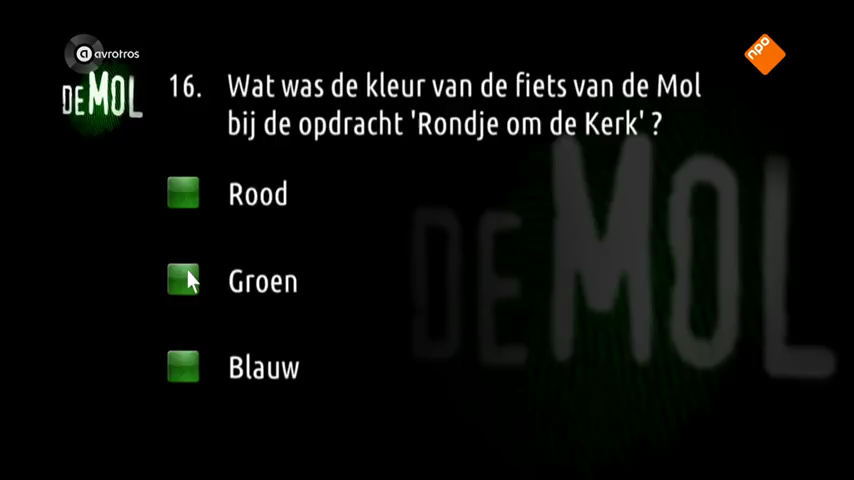 avrotros
npo
DE MOL
16. Wat was de kleur van de fiets van de Mol
bij de opdracht 'Rondje om de Kerk' ?
Rood
Groen
Blauw
DE MOL